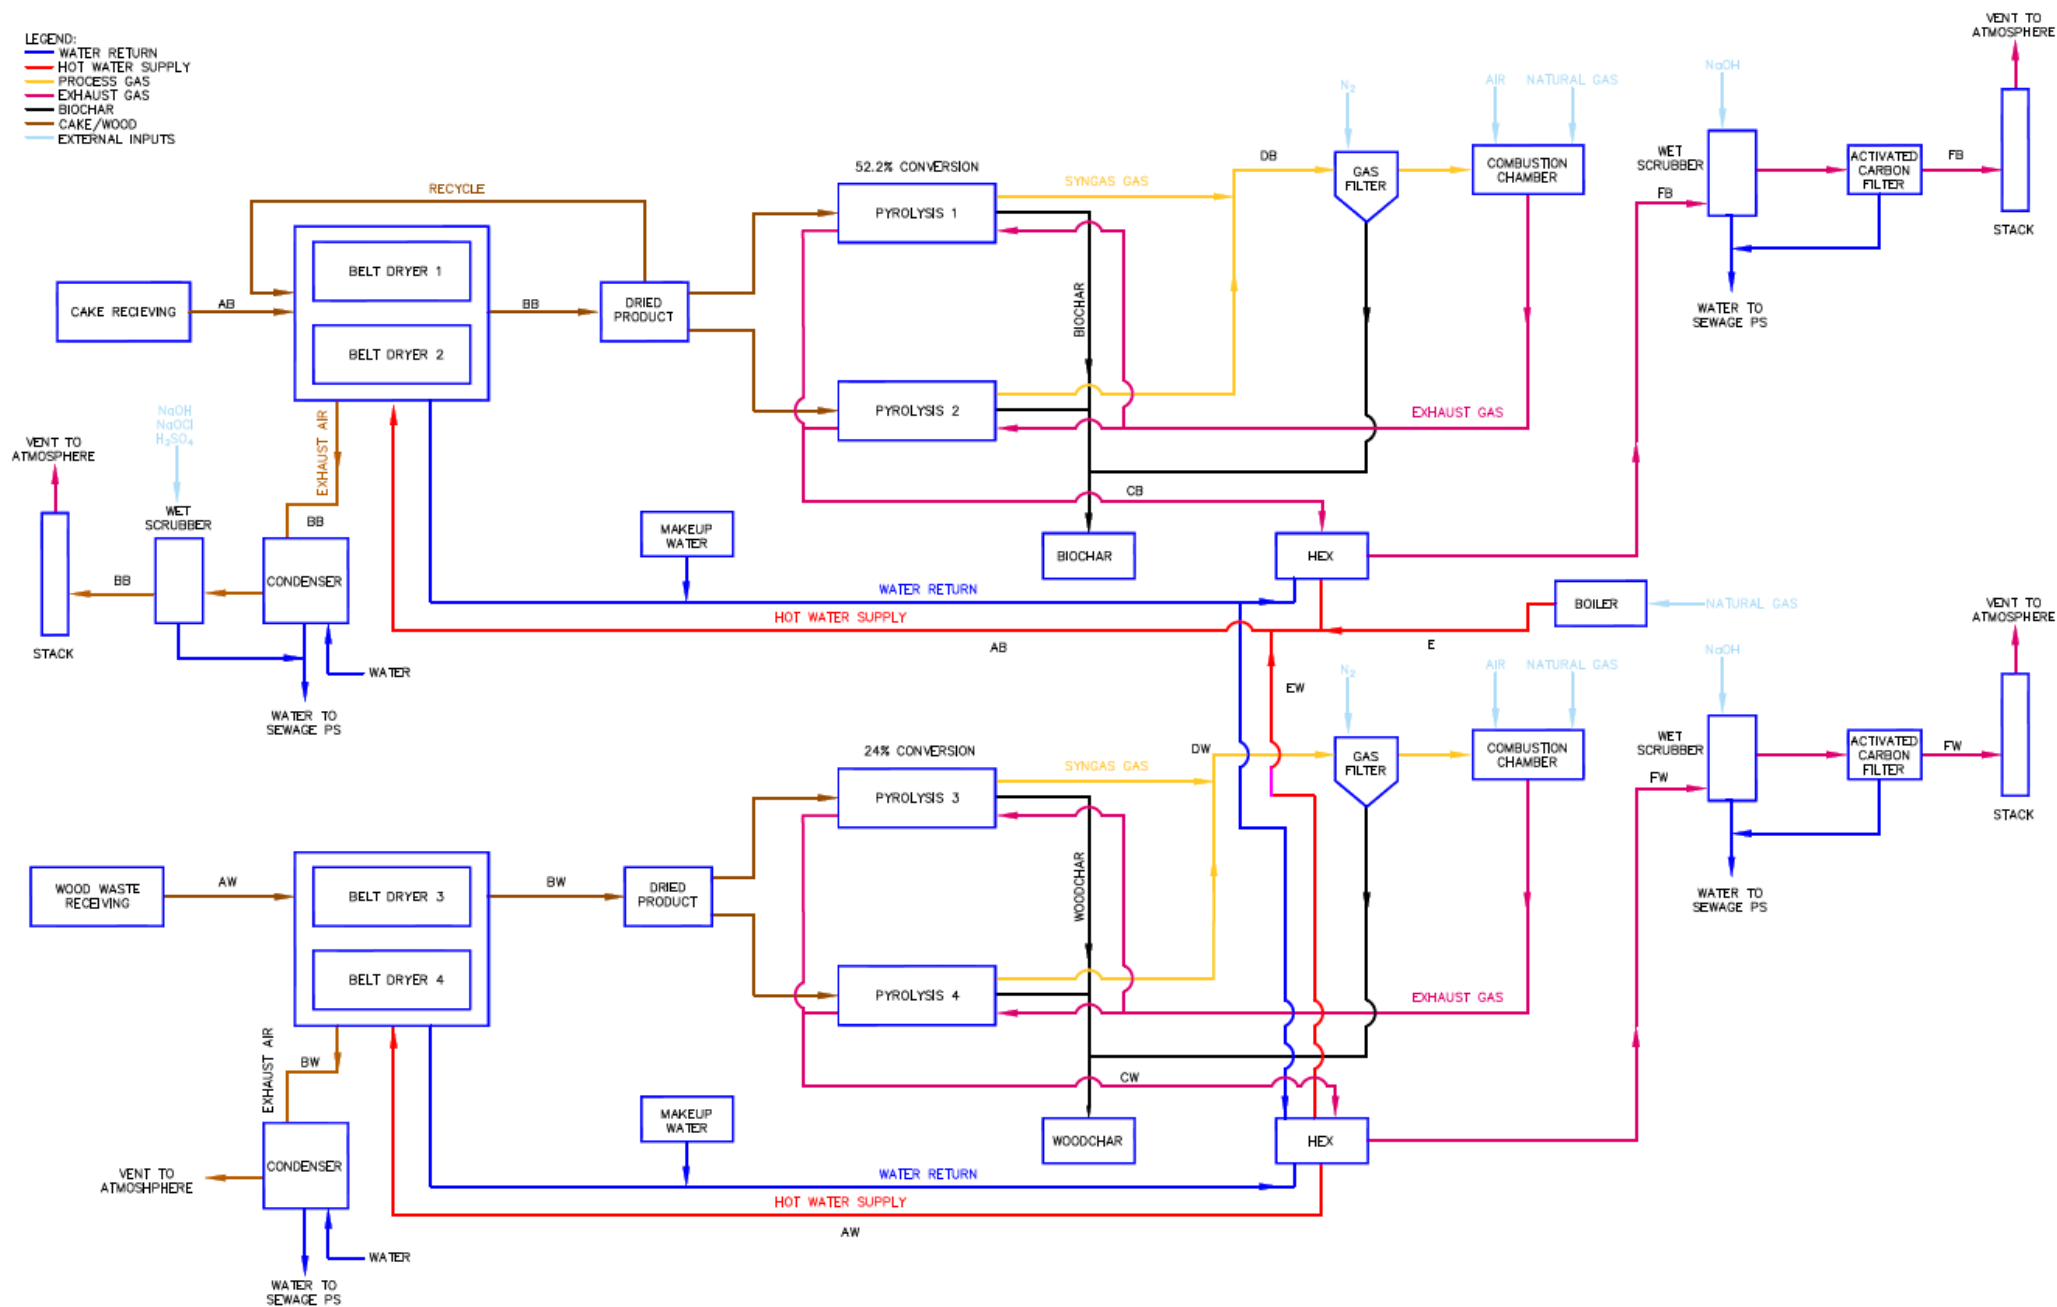 LEGEND:
WATER RETURN
HOT WATER SUPPLY
PROCESS GAS
EXHAUST GAS
BIOCHAR
CAKE/WOOD
EXTERNAL INPUTS
VENT TO
ATMOSPHERE
NaOH
N₂
AIR
NATURAL GAS
52.2% CONVERSION
DB
GAS
FILTER
COMBUSTION
CHAMBER
WET
SCRUBBER
ACTIVATED
CARBON
FILTER
FB
FB
STACK
RECYCLE
SYNGAS GAS
PYROLYSIS 1
BELT DRYER 1
CAKE RECIEVING
AB
BB
DRIED
PRODUCT
BIOCHAR
WATER TO
SEWAGE PS
BELT DRYER 2
PYROLYSIS 2
EXHAUST GAS
NaOH
NaOCl
H₂SO₄
VENT TO
ATMOSPHERE
EXHAUST AIR
WET
SCRUBBER
BB
CB
MAKEUP
WATER
BIOCHAR
HEX
BB
CONDENSER
WATER RETURN
BOILER
NATURAL GAS
HOT WATER SUPPLY
AB
E
STACK
WATER
WATER TO
SEWAGE PS
VENT TO
ATMOSPHERE
NaOH
N₂
AIR
NATURAL GAS
EW
24% CONVERSION
DW
GAS
FILTER
COMBUSTION
CHAMBER
WET
SCRUBBER
ACTIVATED
CARBON
FILTER
FW
FW
STACK
SYNGAS GAS
PYROLYSIS 3
WOOD WASTE
RECEIVING
AW
BELT DRYER 3
BW
DRIED
PRODUCT
WOODCHAR
WATER TO
SEWAGE PS
BELT DRYER 4
PYROLYSIS 4
EXHAUST GAS
EXHAUST AIR
BW
CW
MAKEUP
WATER
WOODCHAR
HEX
VENT TO
ATMOSHPHERE
CONDENSER
WATER RETURN
HOT WATER SUPPLY
AW
WATER
WATER TO
SEWAGE PS